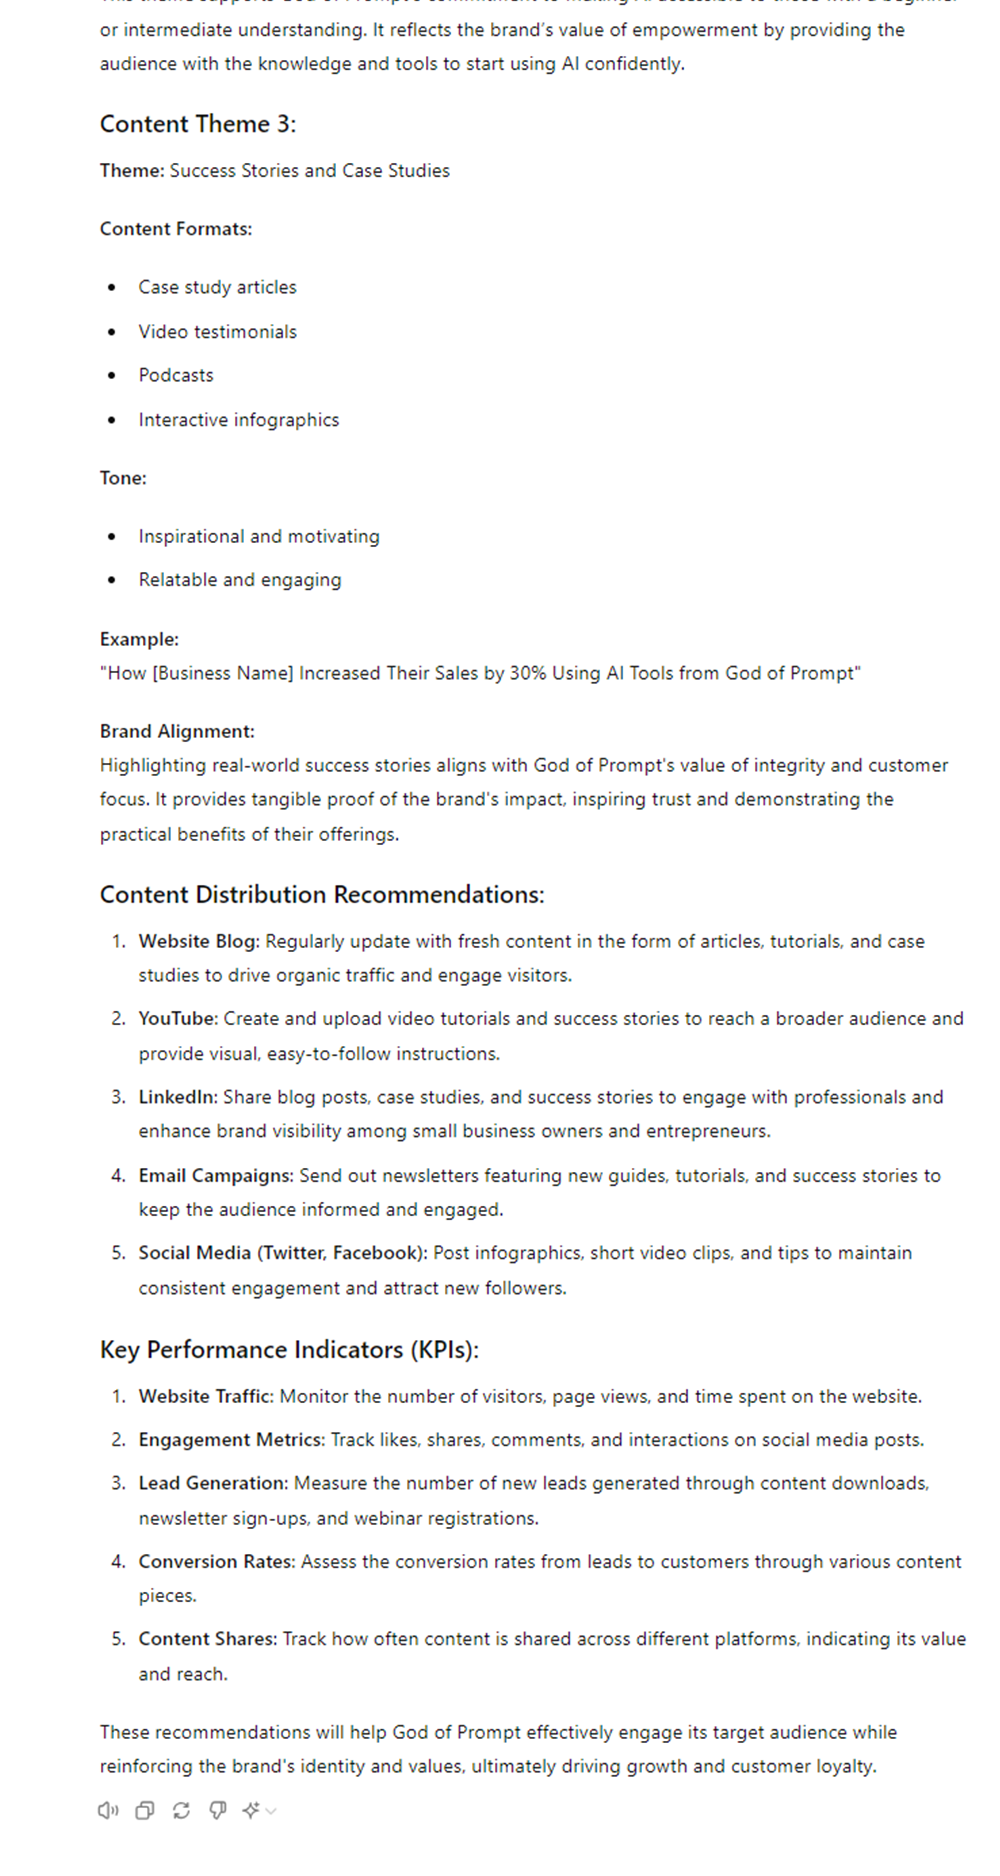 or intermediate understanding. It reflects the brand's value of empowerment by providing the
audience with the knowledge and tools to start using AI confidently.
Content Theme 3:
Theme: Success Stories and Case Studies
Content Formats:
• Case study articles
• Video testimonials
• Podcasts
• Interactive infographics
Tone:
• Inspirational and motivating
• Relatable and engaging
Example:
"How [Business Name] Increased Their Sales by 30% Using AI Tools from God of Prompt"
Brand Alignment:
Highlighting real-world success stories aligns with God of Prompt's value of integrity and customer
focus. It provides tangible proof of the brand's impact, inspiring trust and demonstrating the
practical benefits of their offerings.
Content Distribution Recommendations:
1. Website Blog: Regularly update with fresh content in the form of articles, tutorials, and case
studies to drive organic traffic and engage visitors.
2. YouTube: Create and upload video tutorials and success stories to reach a broader audience and
provide visual, easy-to-follow instructions.
3. LinkedIn: Share blog posts, case studies, and success stories to engage with professionals and
enhance brand visibility among small business owners and entrepreneurs.
4. Email Campaigns: Send out newsletters featuring new guides, tutorials, and success stories to
keep the audience informed and engaged.
5. Social Media (Twitter, Facebook): Post infographics, short video clips, and tips to maintain
consistent engagement and attract new followers.
Key Performance Indicators (KPIs):
1. Website Traffic: Monitor the number of visitors, page views, and time spent on the website.
2. Engagement Metrics: Track likes, shares, comments, and interactions on social media posts.
3. Lead Generation: Measure the number of new leads generated through content downloads,
newsletter sign-ups, and webinar registrations.
4. Conversion Rates: Assess the conversion rates from leads to customers through various content
pieces.
5. Content Shares: Track how often content is shared across different platforms, indicating its value
and reach.
These recommendations will help God of Prompt effectively engage its target audience while
reinforcing the brand's identity and values, ultimately driving growth and customer loyalty.